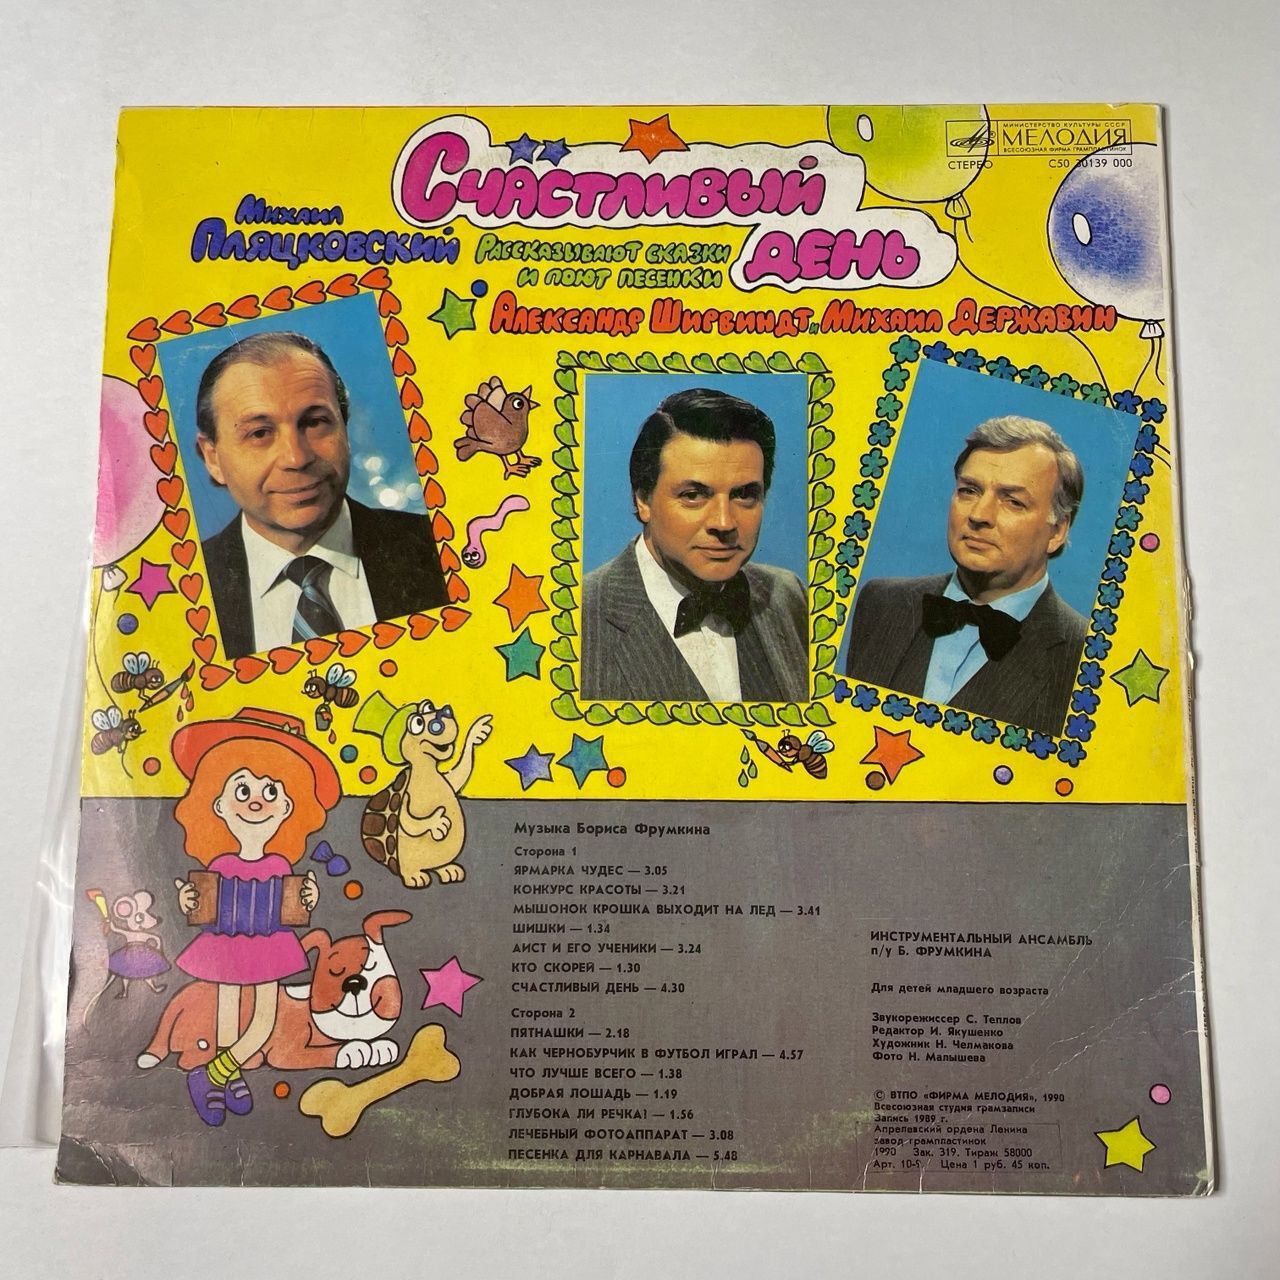 МИНИСТЕРСТВО КУЛЬТУРЫ СССР
МЕЛОДИЯ
ВСЕСОЮЗНАЯ ФИРМА ГРАМПЛАСТИНОК
СТЕРЕО С50 30139 000
Счастливый
день
Михаил
Пляцковский
Рассказывают сказки
и поют песенки
Александр Ширвиндт и Михаил Державин
Музыка Бориса Фрумкина
Сторона 1
ЯРМАРКА ЧУДЕС — 3.05
КОНКУРС КРАСОТЫ — 3.21
МЫШОНОК КРОШКА ВЫХОДИТ НА ЛЕД — 3.41
ШИШКИ — 1.34
АИСТ И ЕГО УЧЕНИКИ — 3.24
КТО СКОРЕЙ — 1.30
СЧАСТЛИВЫЙ ДЕНЬ — 4.30
Сторона 2
ПЯТНАШКИ — 2.18
КАК ЧЕРНОБУРЧИК В ФУТБОЛ ИГРАЛ — 4.57
ЧТО ЛУЧШЕ ВСЕГО — 1.38
ДОБРАЯ ЛОШАДЬ — 1.19
ГЛУБОКА ЛИ РЕЧКА? — 1.56
ЛЕЧЕБНЫЙ ФОТОАППАРАТ — 3.08
ПЕСЕНКА ДЛЯ КАРНАВАЛА — 5.48
ИНСТРУМЕНТАЛЬНЫЙ АНСАМБЛЬ
п/у Б. ФРУМКИНА
Для детей младшего возраста
Звукорежиссер С. Теплов
Редактор И. Якушенко
Художник Н. Челмакова
Фото Н. Малышева
© ВТПО «ФИРМА МЕЛОДИЯ», 1990
Всесоюзная студия грамзаписи
Запись 1989 г.
Апрелевский ордена Ленина
завод грампластинок
1990 Зак. 319. Тираж 58000
Арт. Цена 1 руб. 45 коп.